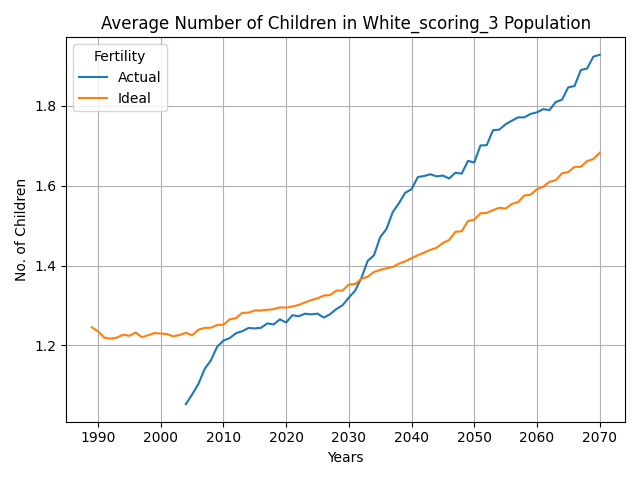 Average Number of Children in White_scoring_3 Population
Fertility
Actual
Ideal
No. of Children
1.8
1.6
1.4
1.2
1990 2000 2010 2020 2030 2040 2050 2060 2070
Years